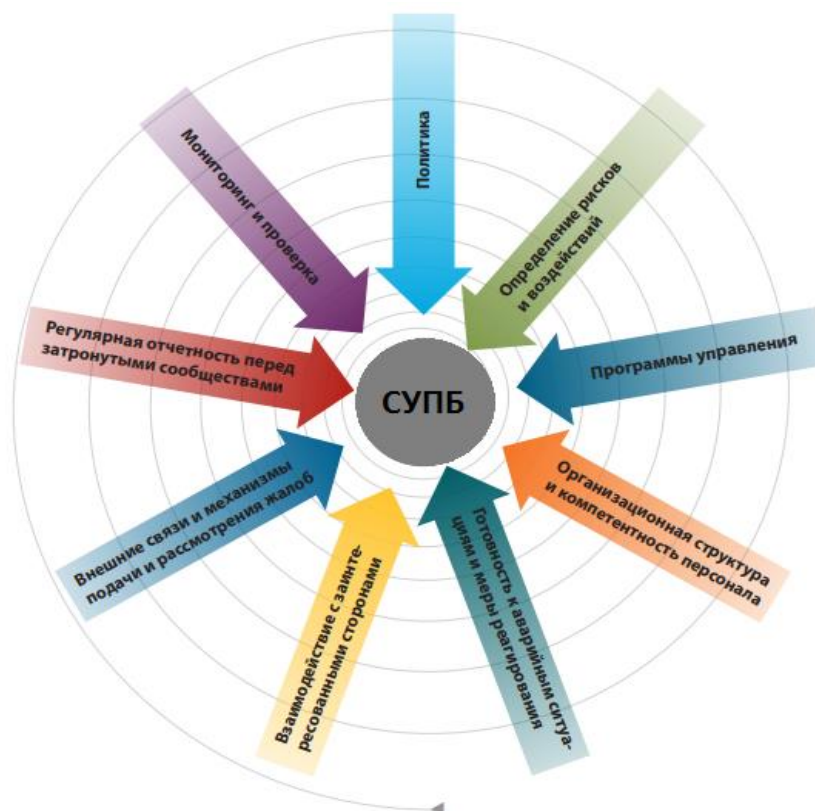 Политика
Определение рисков
и воздействий
Программы управления
Организационная структура
и компетентность персонала
Готовность к аварийным ситуа-
циям и меры реагирования
Взаимодействие с заинте-
ресованными сторонами
Внешние связи и механизмы
подачи и рассмотрения жалоб
Регулярная отчетность перед
затронутыми сообществами
Мониторинг и проверка
СУПБ